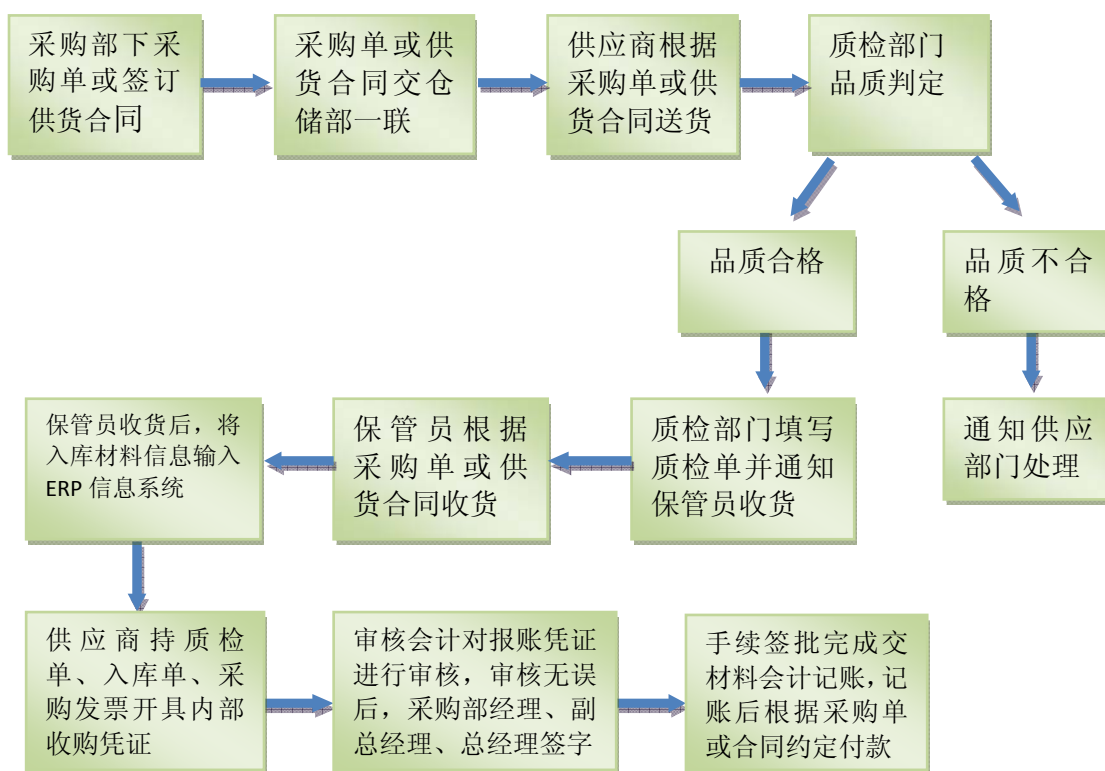 采购部下采
购单或签订
供货合同
采购单或供
货合同交仓
储部一联
供应商根据
采购单或供
货合同送货
质检部门
品质判定
品质合格
品质不合
格
保管员收货后，将
入库材料信息输入
ERP 信息系统
保管员根据
采购单或供
货合同收货
质检部门填写
质检单并通知
保管员收货
通知供应
部门处理
供应商持质检
单、入库单、采
购发票开具内部
收购凭证
审核会计对报账凭证
进行审核，审核无误
后，采购部经理、副
总经理、总经理签字
手续签批完成交
材料会计记账，记
账后根据采购单
或合同约定付款